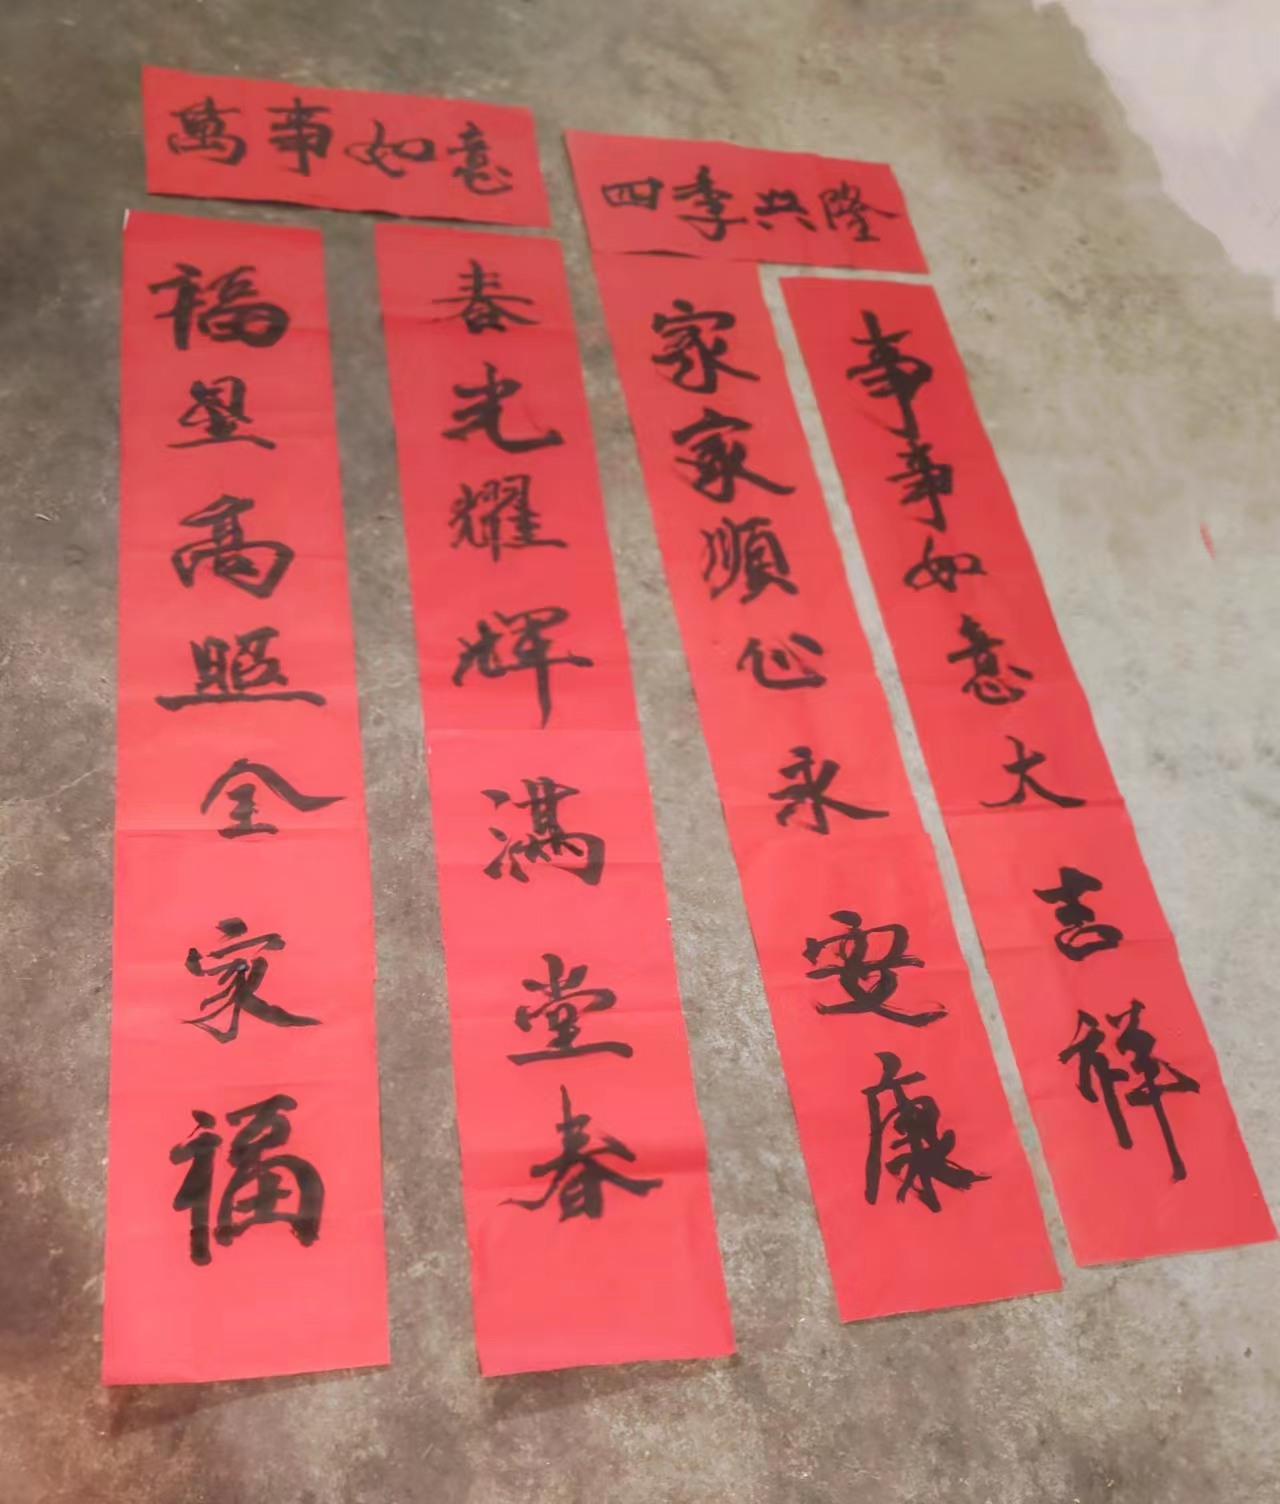 萬事如意
福星高照全家福
春光耀輝滿堂春
四季興隆
家家順心永安康
事事如意大吉祥